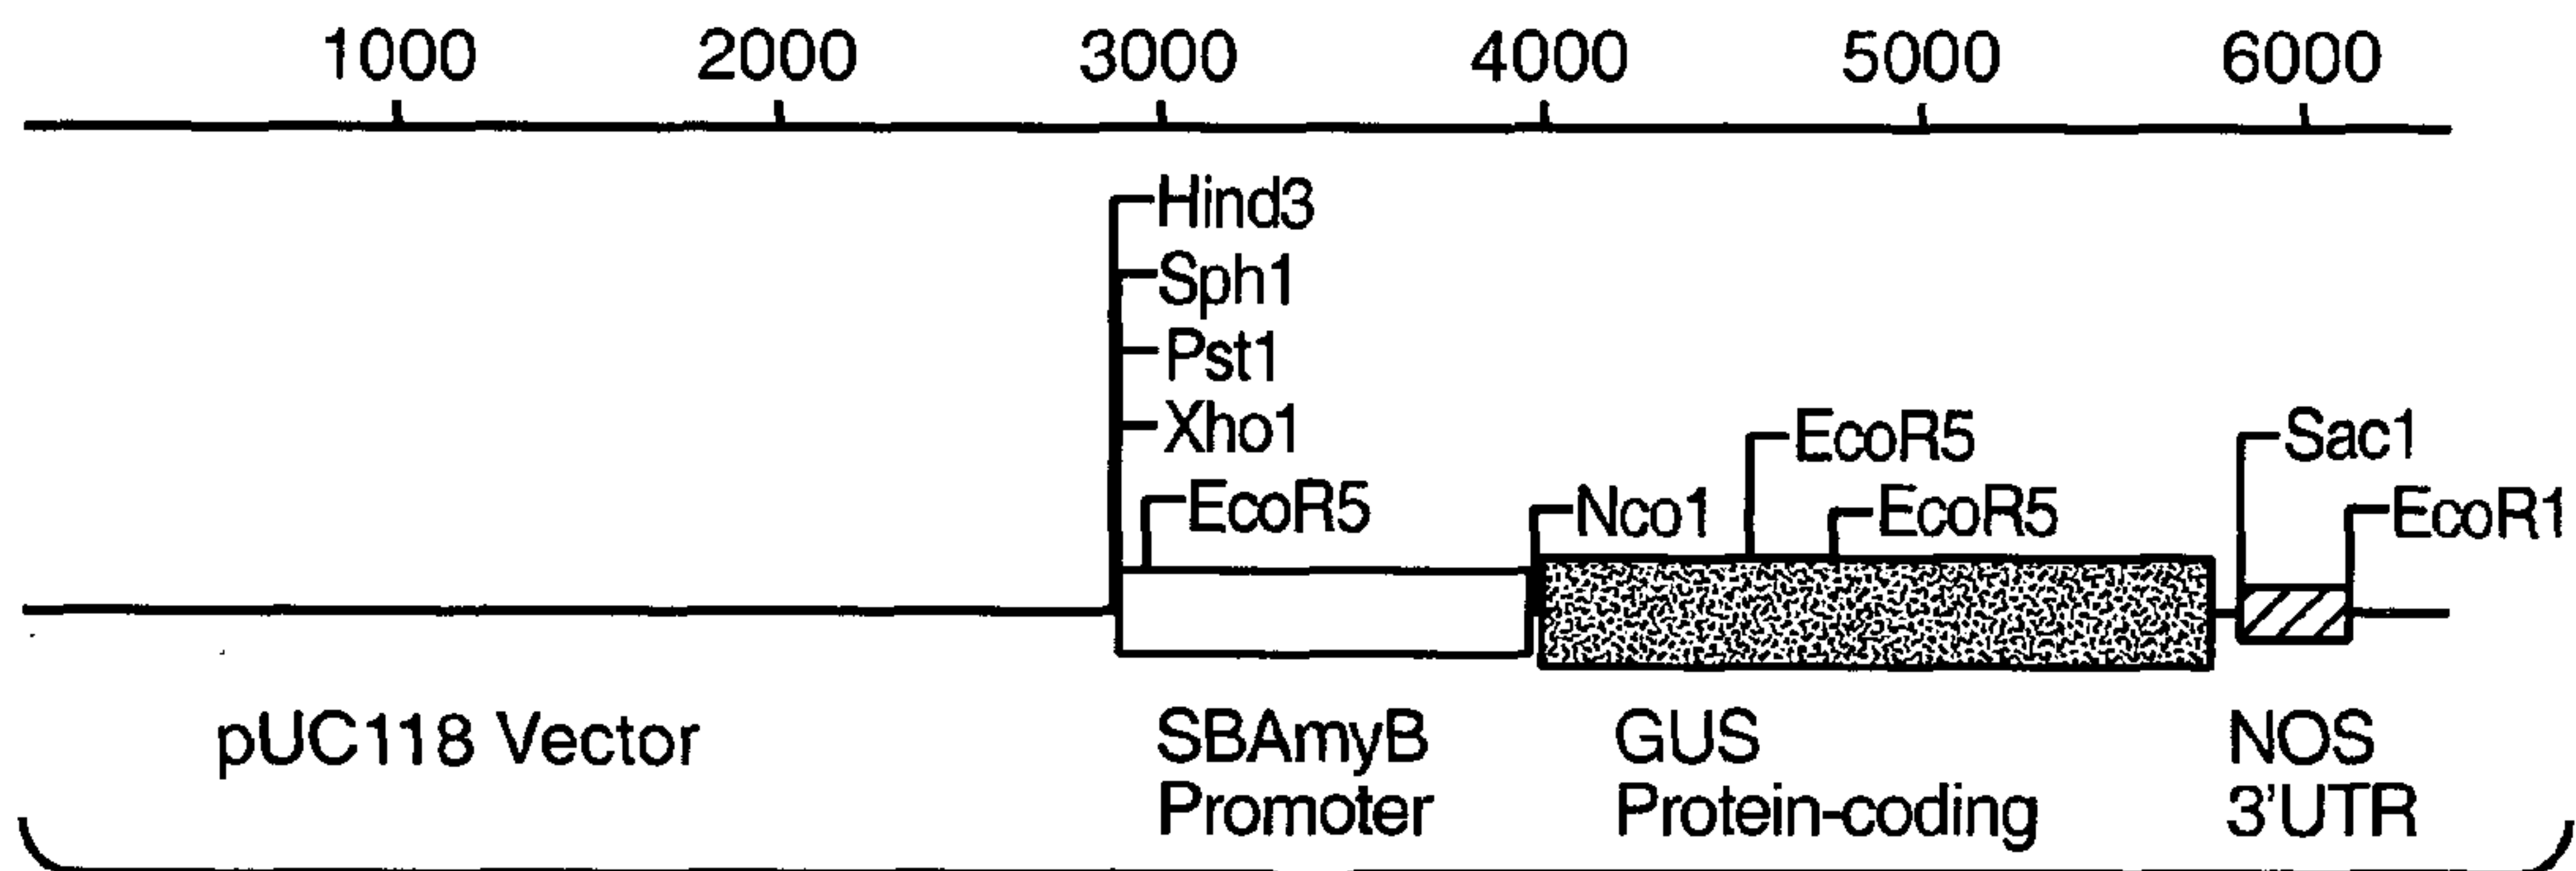 1000 2000 3000 4000 5000 6000
Hind3
Sph1
Pst1
Xho1
EcoR5
Nco1
EcoR5
EcoR5
Sac1
EcoR1
pUC118 Vector
SBAmyB
Promoter
GUS
Protein-coding
NOS
3'UTR